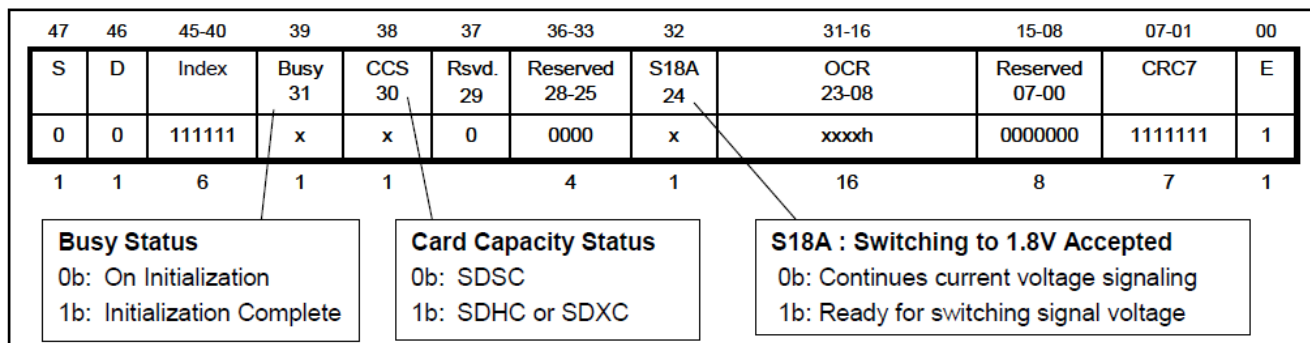 47 46 45-40 39 38 37 36-33 32 31-16 15-08 07-01 00
S D Index Busy CCS Rsvd. Reserved S18A OCR Reserved CRC7 E
31 30 29 28-25 24 23-08 07-00
0 0 111111 x x 0 0000 x xxxxh 0000000 1111111 1
1 1 6 1 1 4 1 16 8 7 1
Busy Status
0b: On Initialization
1b: Initialization Complete
Card Capacity Status
0b: SDSC
1b: SDHC or SDXC
S18A : Switching to 1.8V Accepted
0b: Continues current voltage signaling
1b: Ready for switching signal voltage